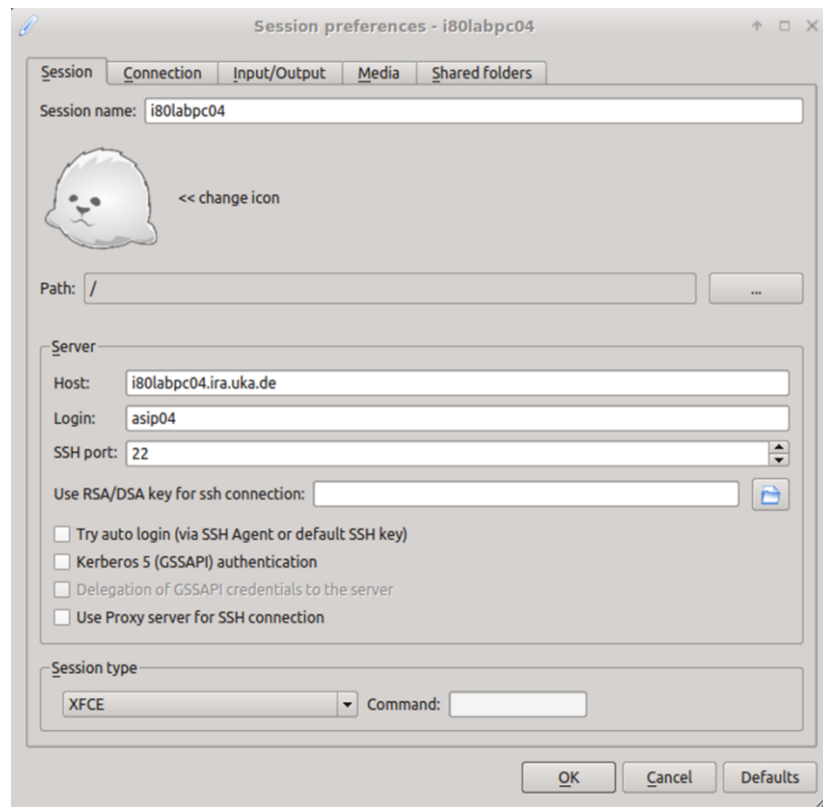 Session preferences - i80labpc04
Session Connection Input/Output Media Shared folders
Session name: i80labpc04
<< change icon
Path: / ...
Server
Host: i80labpc04.ira.uka.de
Login: asip04
SSH port: 22
Use RSA/DSA key for ssh connection:
Try auto login (via SSH Agent or default SSH key)
Kerberos 5 (GSSAPI) authentication
Delegation of GSSAPI credentials to the server
Use Proxy server for SSH connection
Session type
XFCE Command:
OK Cancel Defaults